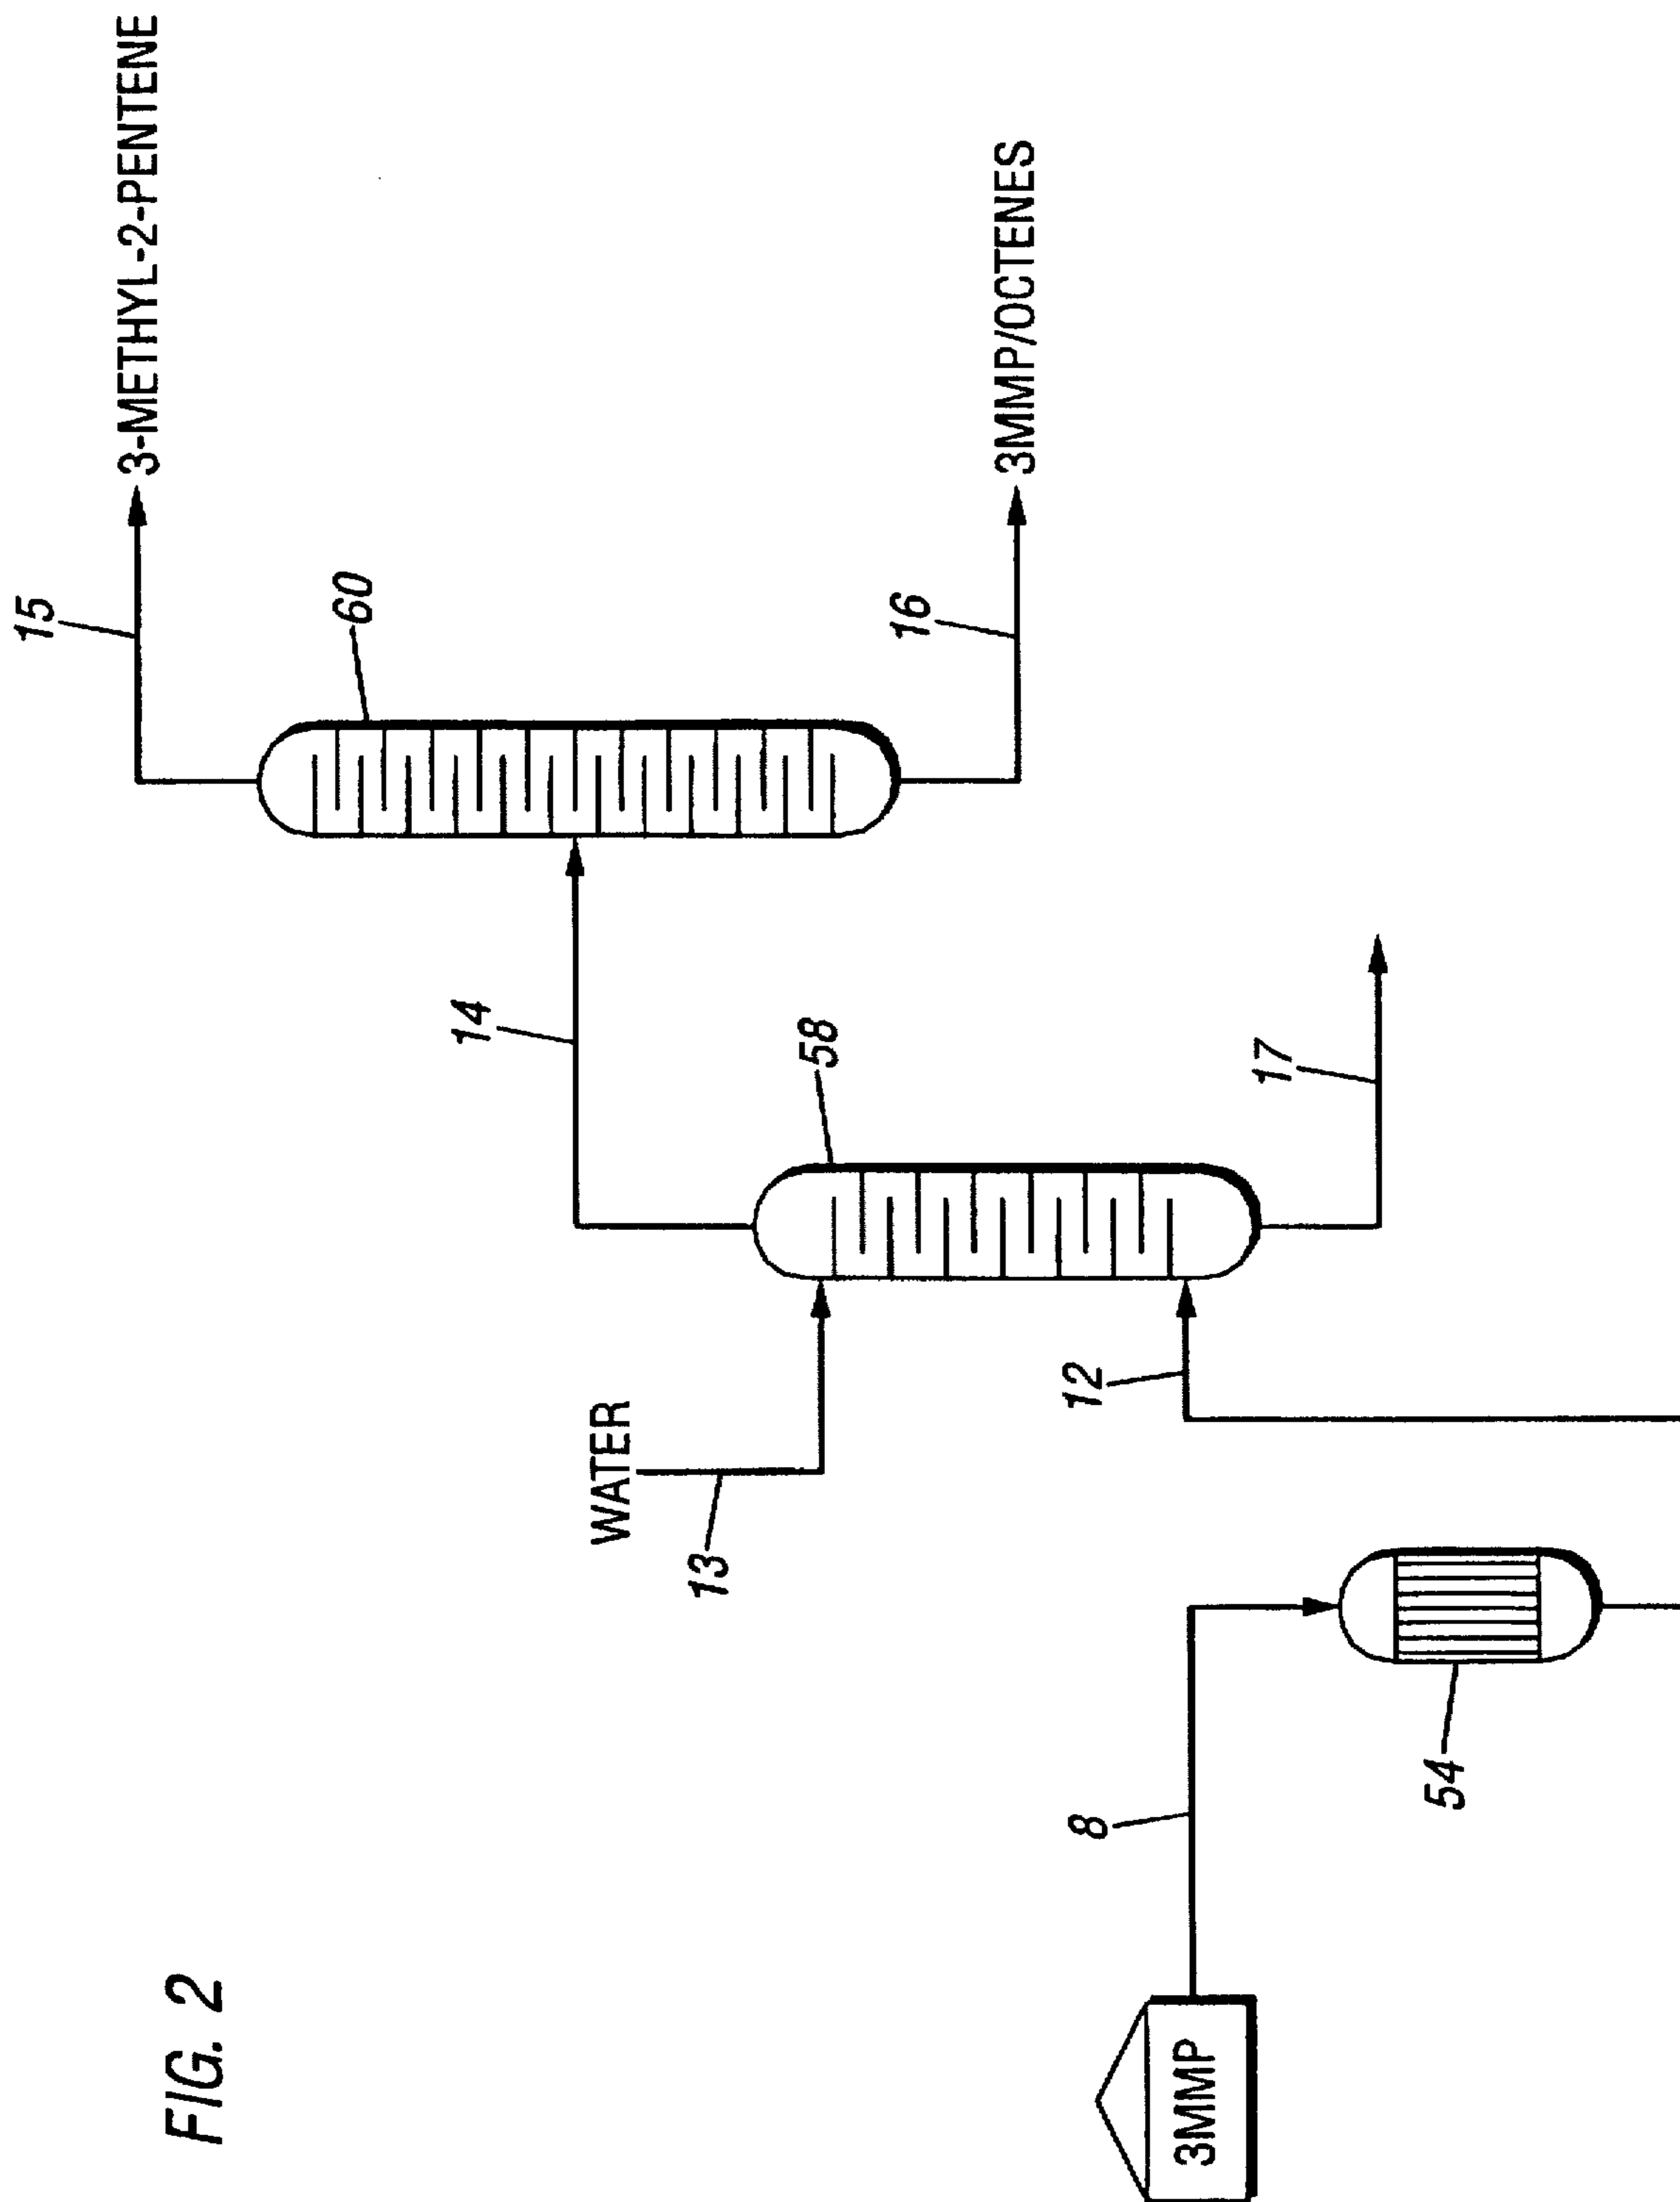 FIG. 2
3MMP
8
54
WATER
13
12
58
14
17
60
15
3-METHYL-2-PENTENE
16
3MMP/OCTENES